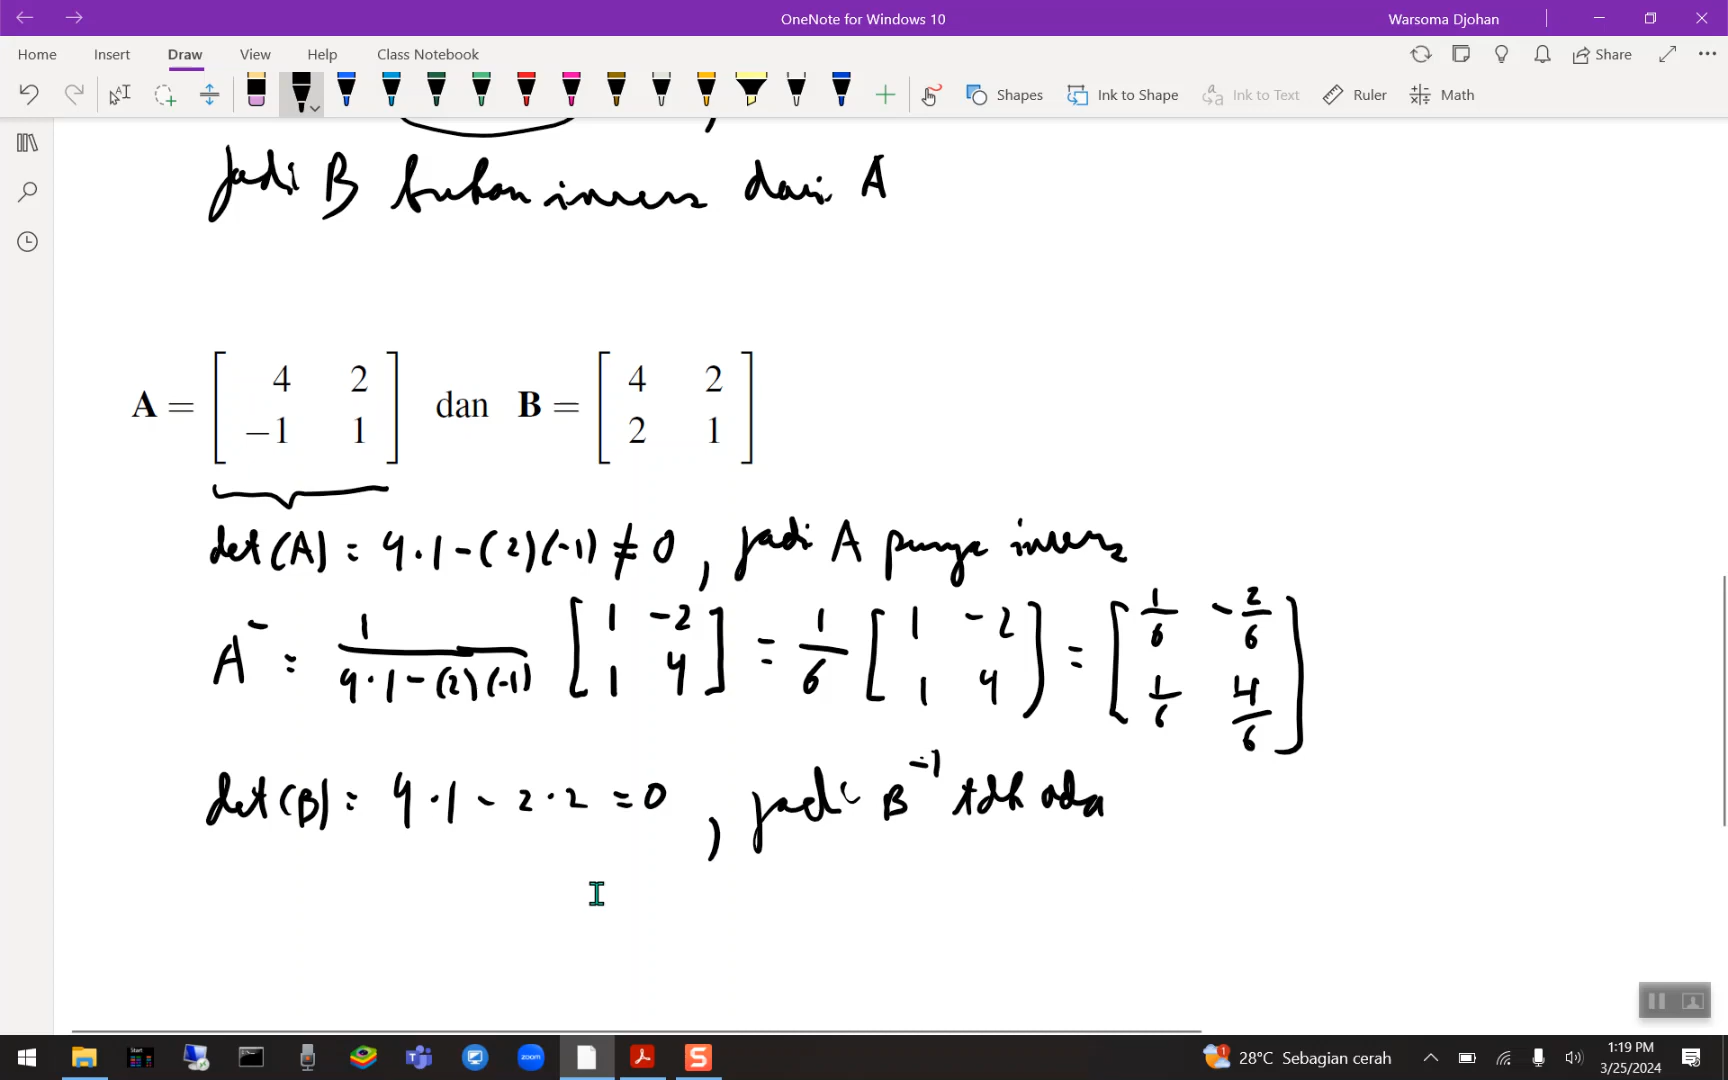 OneNote for Windows 10
Warsoma Djohan
Home Insert Draw View Help Class Notebook
Share
Shapes Ink to Shape Ink to Text Ruler Math
Jadi B bukan invers dari A
A = [ 4 2 ; −1 1 ] dan B = [ 4 2 ; 2 1 ]
det(A) = 4·1 − (2)(−1) ≠ 0, jadi A punya invers
A⁻ = 1/(4·1 − (2)(−1)) [ 1 −2 ; 1 4 ] = 1/6 [ 1 −2 ; 1 4 ] = [ 1/6 −2/6 ; 1/6 4/6 ]
det(B) = 4·1 − 2·2 = 0, jadi B⁻¹ tdk ada
Start
zoom
28°C Sebagian cerah
1:19 PM
3/25/2024